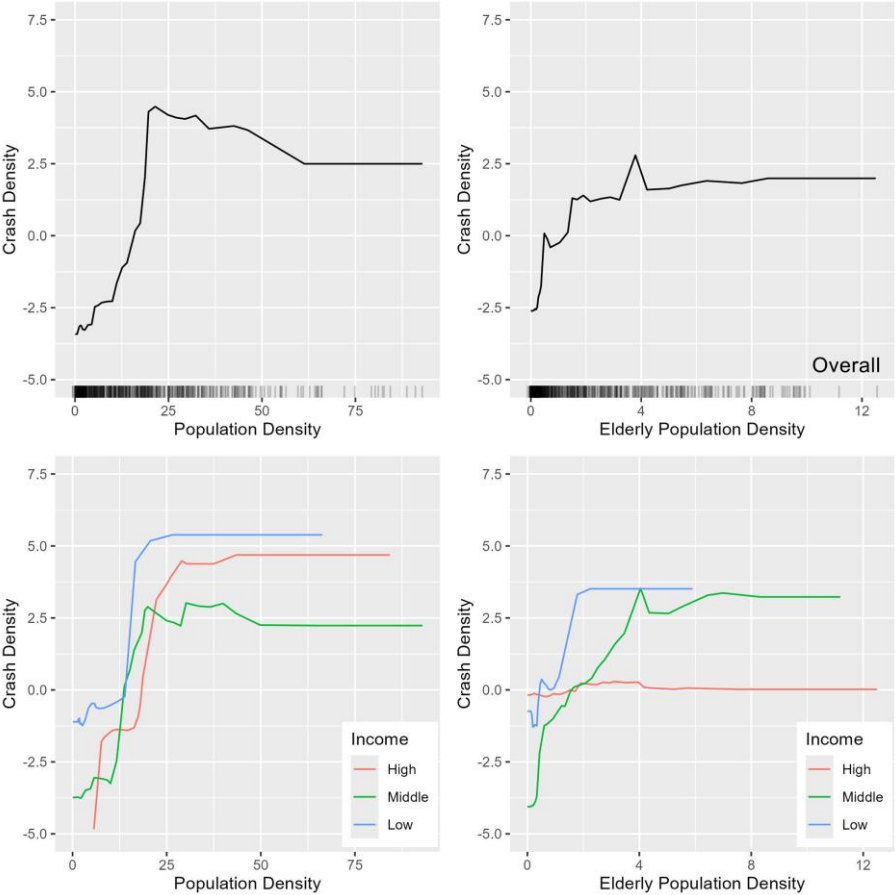 7.5
5.0
2.5
0.0
-2.5
-5.0
Crash Density
0 25 50 75
Population Density
7.5
5.0
2.5
0.0
-2.5
-5.0
Crash Density
Overall
0 4 8 12
Elderly Population Density
7.5
5.0
2.5
0.0
-2.5
-5.0
Crash Density
Income
High
Middle
Low
0 25 50 75
Population Density
7.5
5.0
2.5
0.0
-2.5
-5.0
Crash Density
Income
High
Middle
Low
0 4 8 12
Elderly Population Density